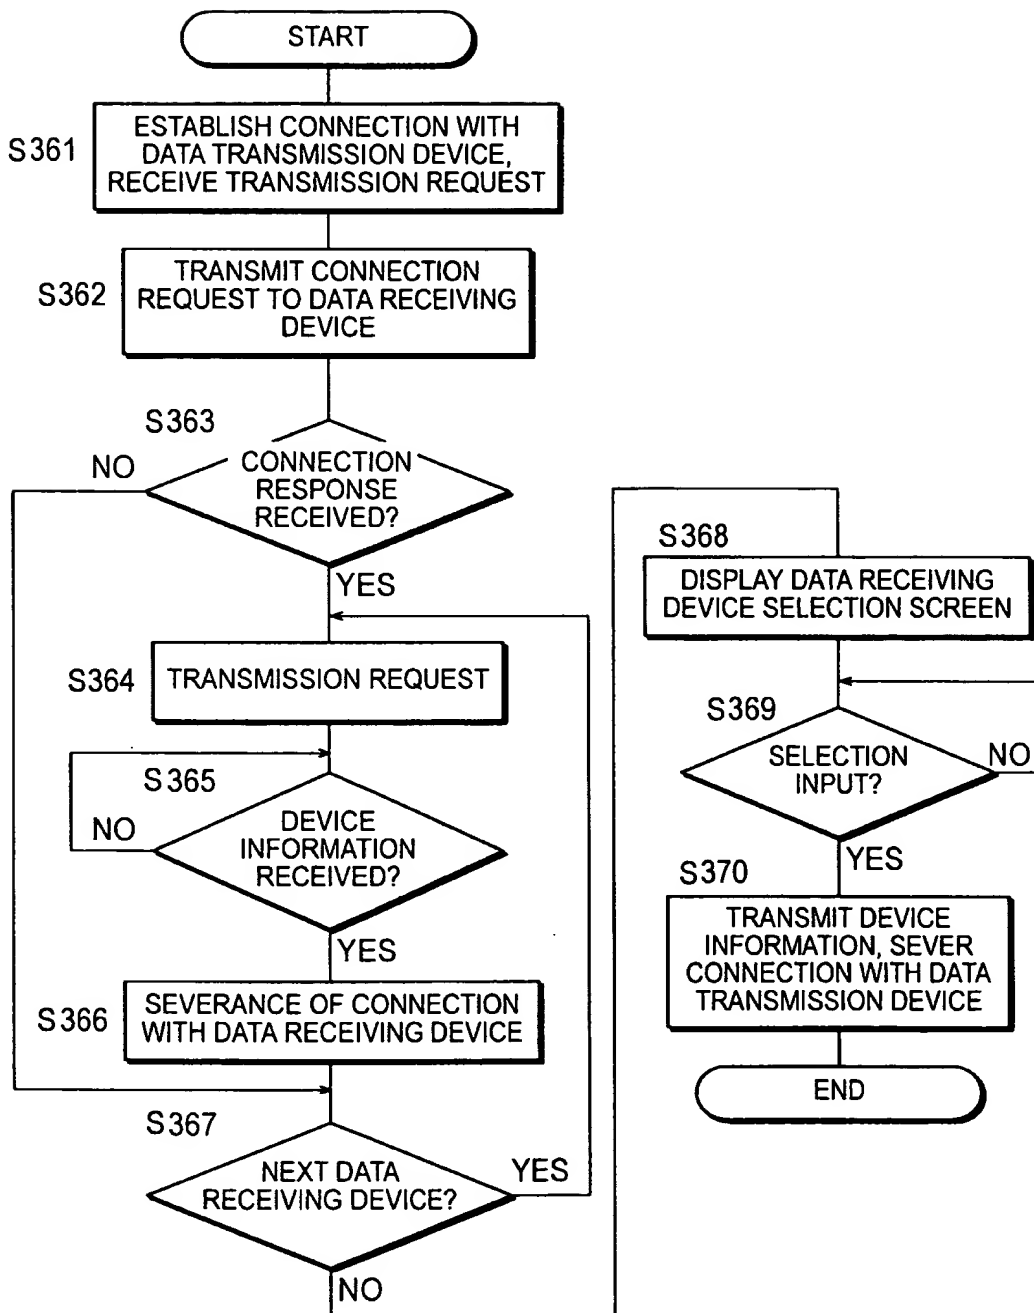 START
S361
ESTABLISH CONNECTION WITH
DATA TRANSMISSION DEVICE,
RECEIVE TRANSMISSION REQUEST
S362
TRANSMIT CONNECTION
REQUEST TO DATA RECEIVING
DEVICE
S363
NO
CONNECTION
RESPONSE
RECEIVED?
YES
S364
TRANSMISSION REQUEST
S365
NO
DEVICE
INFORMATION
RECEIVED?
YES
S366
SEVERANCE OF CONNECTION
WITH DATA RECEIVING DEVICE
S367
NEXT DATA
RECEIVING DEVICE?
YES
NO
S368
DISPLAY DATA RECEIVING
DEVICE SELECTION SCREEN
S369
SELECTION
INPUT?
NO
YES
S370
TRANSMIT DEVICE
INFORMATION, SEVER
CONNECTION WITH DATA
TRANSMISSION DEVICE
END